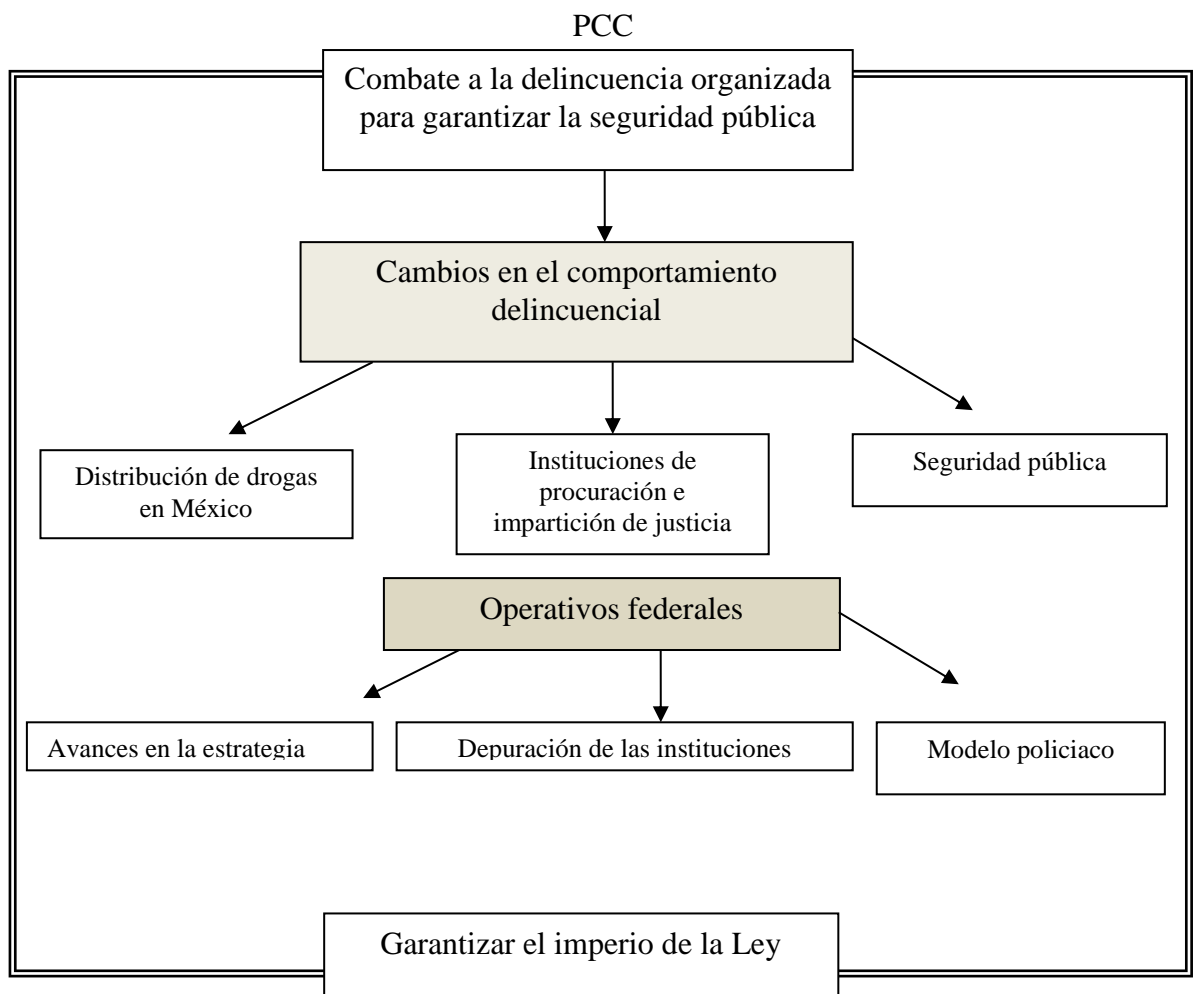 PCC
Combate a la delincuencia organizada
para garantizar la seguridad pública
Cambios en el comportamiento
delincuencial
Distribución de drogas
en México
Instituciones de
procuración e
impartición de justicia
Seguridad pública
Operativos federales
Avances en la estrategia
Depuración de las instituciones
Modelo policiaco
Garantizar el imperio de la Ley